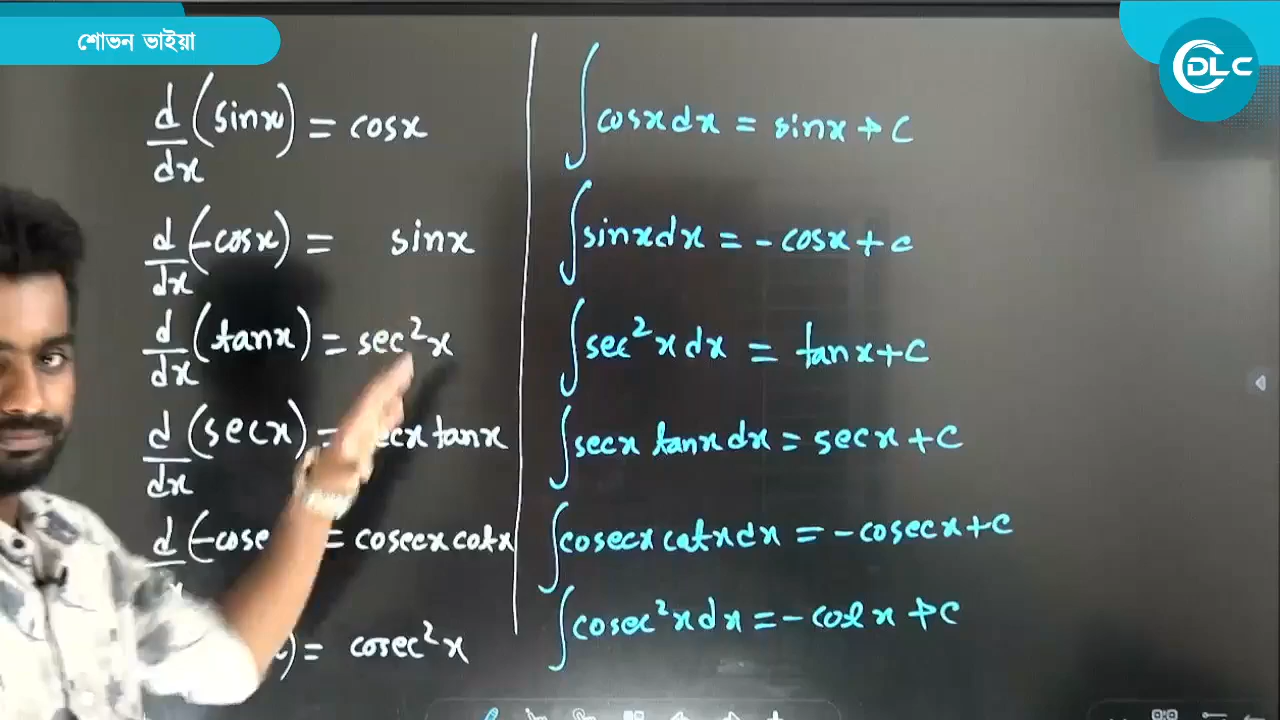 শোভন ভাইয়া
DLC
d/dx (sinx) = cosx
∫cosx dx = sinx + c
d/dx (-cosx) = sinx
∫sinx dx = -cosx + c
d/dx (tanx) = sec²x
∫sec²x dx = tanx + c
d/dx (secx) = secx tanx
∫secx tanx dx = secx + c
d (-cose = cosecx cotx
∫cosecx cotx dx = -cosecx + c
) = cosec²x
∫cosec²x dx = -cotx + c